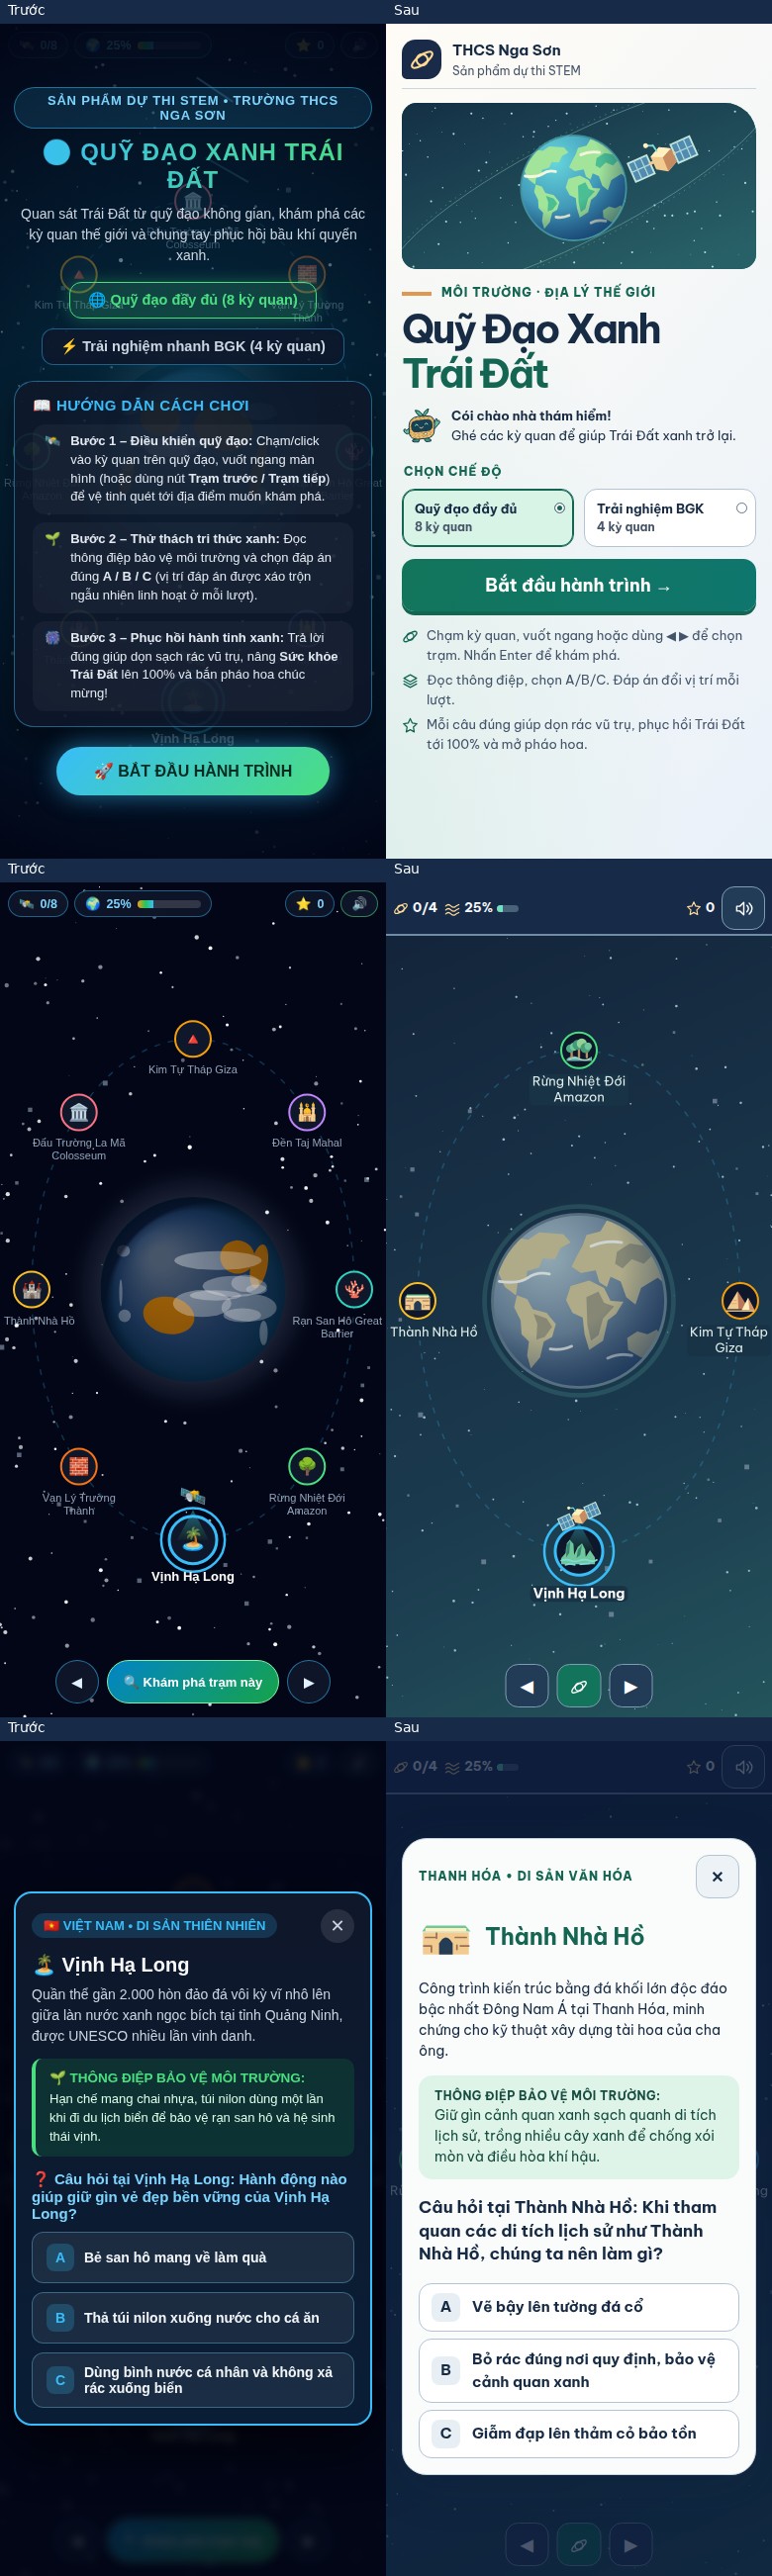 Trước
0/8
25%
0
SẢN PHẨM DỰ THI STEM • TRƯỜNG THCS
NGA SƠN
QUỸ ĐẠO XANH TRÁI
ĐẤT
Quan sát Trái Đất từ quỹ đạo không gian, khám phá các
kỳ quan thế giới và chung tay phục hồi bầu khí quyển
xanh.
Quỹ đạo đầy đủ (8 kỳ quan)
Trải nghiệm nhanh BGK (4 kỳ quan)
HƯỚNG DẪN CÁCH CHƠI
Bước 1 – Điều khiển quỹ đạo: Chạm/click
vào kỳ quan trên quỹ đạo, vuốt ngang màn
hình (hoặc dùng nút Trạm trước / Trạm tiếp)
để vệ tinh quét tới địa điểm muốn khám phá.
Bước 2 – Thử thách tri thức xanh: Đọc
thông điệp bảo vệ môi trường và chọn đáp án
đúng A / B / C (vị trí đáp án được xáo trộn
ngẫu nhiên linh hoạt ở mỗi lượt).
Bước 3 – Phục hồi hành tinh xanh: Trả lời
đúng giúp dọn sạch rác vũ trụ, nâng Sức khỏe
Trái Đất lên 100% và bắn pháo hoa chúc
mừng!
Vịnh Hạ Long
BẮT ĐẦU HÀNH TRÌNH
Sau
THCS Nga Sơn
Sản phẩm dự thi STEM
MÔI TRƯỜNG · ĐỊA LÝ THẾ GIỚI
Quỹ Đạo Xanh
Trái Đất
Cói chào nhà thám hiểm!
Ghé các kỳ quan để giúp Trái Đất xanh trở lại.
CHỌN CHẾ ĐỘ
Quỹ đạo đầy đủ
8 kỳ quan
Trải nghiệm BGK
4 kỳ quan
Bắt đầu hành trình →
Chạm kỳ quan, vuốt ngang hoặc dùng ◀ ▶ để chọn
trạm. Nhấn Enter để khám phá.
Đọc thông điệp, chọn A/B/C. Đáp án đổi vị trí mỗi
lượt.
Mỗi câu đúng giúp dọn rác vũ trụ, phục hồi Trái Đất
tới 100% và mở pháo hoa.
Trước
0/8
25%
0
Kim Tự Tháp Giza
Đấu Trường La Mã
Colosseum
Đền Taj Mahal
Thành Nhà Hồ
Rạn San Hô Great
Barrier
Vạn Lý Trường
Thành
Rừng Nhiệt Đới
Amazon
Vịnh Hạ Long
◀
Khám phá trạm này
▶
Sau
0/4
25%
0
Rừng Nhiệt Đới
Amazon
Thành Nhà Hồ
Kim Tự Tháp
Giza
Vịnh Hạ Long
◀
▶
Trước
VIỆT NAM • DI SẢN THIÊN NHIÊN
✕
Vịnh Hạ Long
Quần thể gần 2.000 hòn đảo đá vôi kỳ vĩ nhô lên
giữa làn nước xanh ngọc bích tại tỉnh Quảng Ninh,
được UNESCO nhiều lần vinh danh.
THÔNG ĐIỆP BẢO VỆ MÔI TRƯỜNG:
Hạn chế mang chai nhựa, túi nilon dùng một lần
khi đi du lịch biển để bảo vệ rạn san hô và hệ sinh
thái vịnh.
❓ Câu hỏi tại Vịnh Hạ Long: Hành động nào
giúp giữ gìn vẻ đẹp bền vững của Vịnh Hạ
Long?
A Bẻ san hô mang về làm quà
B Thả túi nilon xuống nước cho cá ăn
C Dùng bình nước cá nhân và không xả
rác xuống biển
Sau
0/4
25%
0
THANH HÓA • DI SẢN VĂN HÓA
✕
Thành Nhà Hồ
Công trình kiến trúc bằng đá khối lớn độc đáo
bậc nhất Đông Nam Á tại Thanh Hóa, minh
chứng cho kỹ thuật xây dựng tài hoa của cha
ông.
THÔNG ĐIỆP BẢO VỆ MÔI TRƯỜNG:
Giữ gìn cảnh quan xanh sạch quanh di tích
lịch sử, trồng nhiều cây xanh để chống xói
mòn và điều hòa khí hậu.
Câu hỏi tại Thành Nhà Hồ: Khi tham
quan các di tích lịch sử như Thành
Nhà Hồ, chúng ta nên làm gì?
A Vẽ bậy lên tường đá cổ
B Bỏ rác đúng nơi quy định, bảo vệ
cảnh quan xanh
C Giẫm đạp lên thảm cỏ bảo tồn
◀
▶